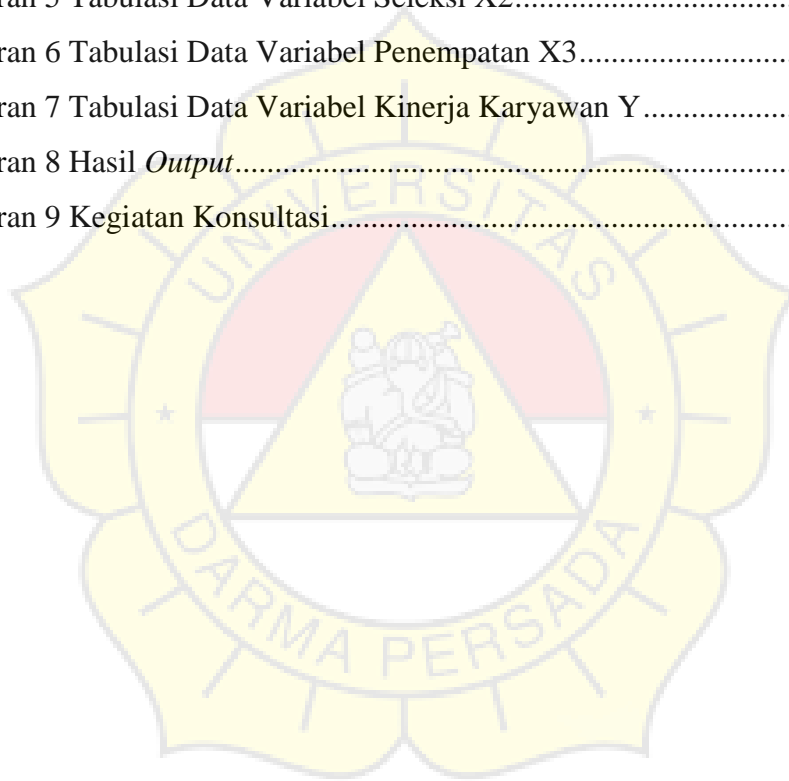 ran 5 Tabulasi Data Variabel Seleksi X2..........................................
ran 6 Tabulasi Data Variabel Penempatan X3..........................................
ran 7 Tabulasi Data Variabel Kinerja Karyawan Y..........................................
ran 8 Hasil Output..........................................
ran 9 Kegiatan Konsultasi..........................................
UNIVERSITAS
DARMA PERSADA